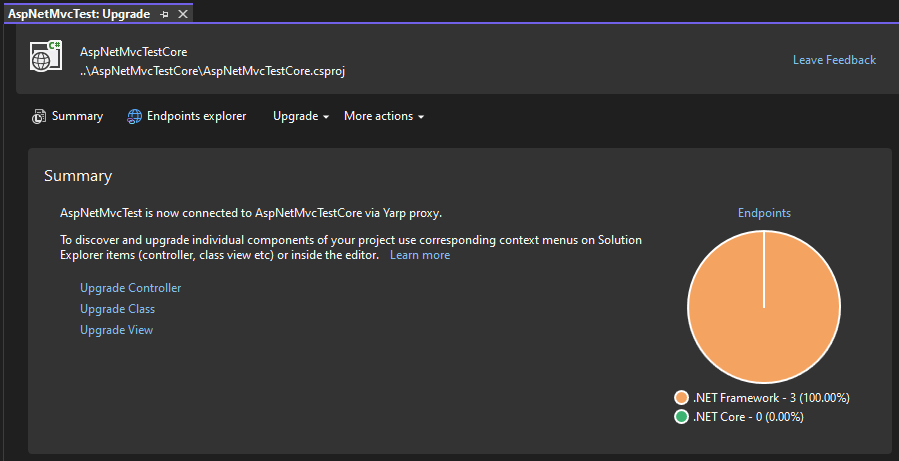 AspNetMvcTest: Upgrade
C#
AspNetMvcTestCore
..\AspNetMvcTestCore\AspNetMvcTestCore.csproj
Leave Feedback
Summary
Endpoints explorer
Upgrade
More actions
Summary
AspNetMvcTest is now connected to AspNetMvcTestCore via Yarp proxy.
To discover and upgrade individual components of your project use corresponding context menus on Solution
Explorer items (controller, class view etc) or inside the editor. Learn more
Upgrade Controller
Upgrade Class
Upgrade View
Endpoints
.NET Framework - 3 (100.00%)
.NET Core - 0 (0.00%)